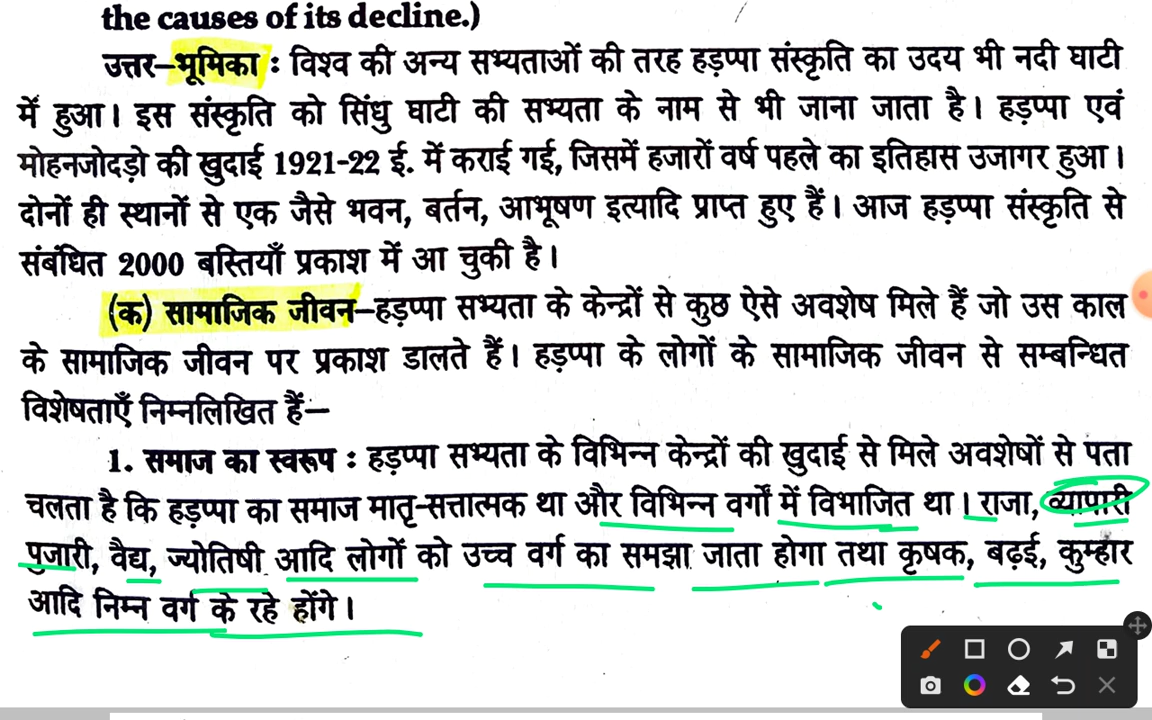 the causes of its decline.)
उत्तर–भूमिका : विश्व की अन्य सभ्यताओं की तरह हड़प्पा संस्कृति का उदय भी नदी घाटी
में हुआ। इस संस्कृति को सिंधु घाटी की सभ्यता के नाम से भी जाना जाता है। हड़प्पा एवं
मोहनजोदड़ो की खुदाई 1921-22 ई. में कराई गई, जिसमें हजारों वर्ष पहले का इतिहास उजागर हुआ।
दोनों ही स्थानों से एक जैसे भवन, बर्तन, आभूषण इत्यादि प्राप्त हुए हैं। आज हड़प्पा संस्कृति से
संबंधित 2000 बस्तियाँ प्रकाश में आ चुकी है।
(क) सामाजिक जीवन–हड़प्पा सभ्यता के केन्द्रों से कुछ ऐसे अवशेष मिले हैं जो उस काल
के सामाजिक जीवन पर प्रकाश डालते हैं। हड़प्पा के लोगों के सामाजिक जीवन से सम्बन्धित
विशेषताएँ निम्नलिखित हैं–
1. समाज का स्वरूप : हड़प्पा सभ्यता के विभिन्न केन्द्रों की खुदाई से मिले अवशेषों से पता
चलता है कि हड़प्पा का समाज मातृ-सत्तात्मक था और विभिन्न वर्गों में विभाजित था। राजा, व्यापारी
पुजारी, वैद्य, ज्योतिषी आदि लोगों को उच्च वर्ग का समझा जाता होगा तथा कृषक, बढ़ई, कुम्हार
आदि निम्न वर्ग के रहे होंगे।